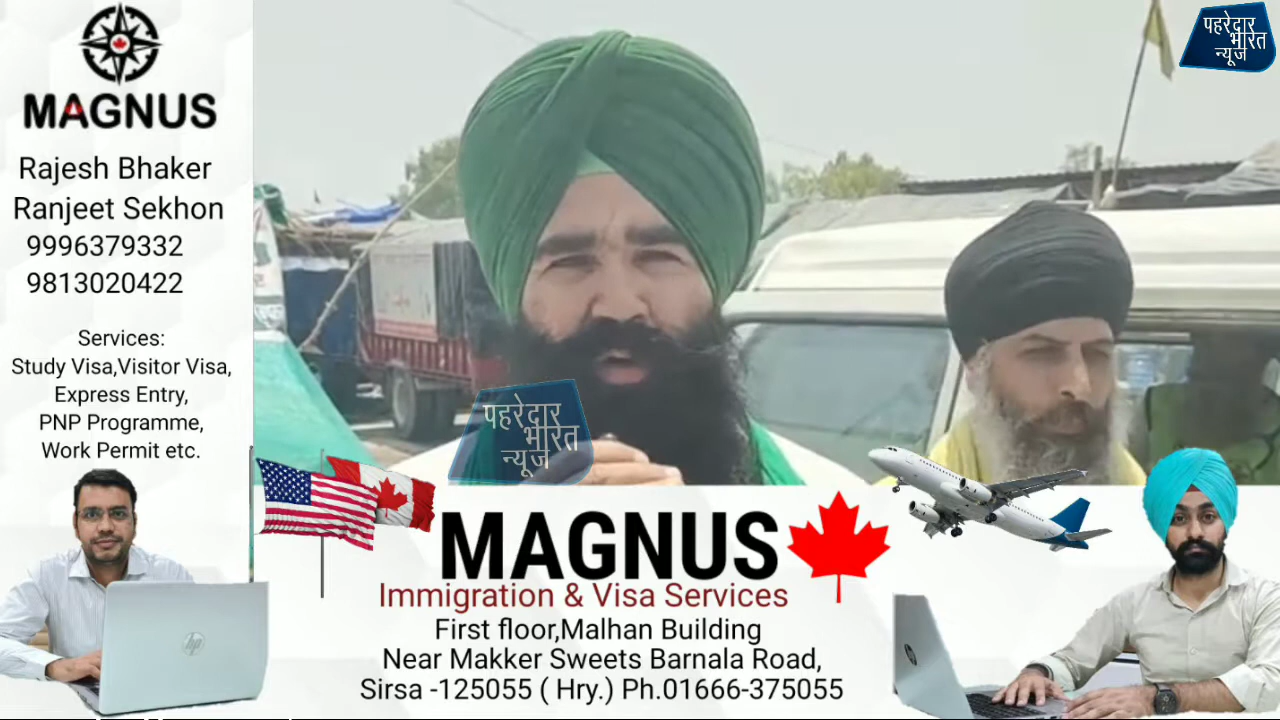 MAGNUS
Rajesh Bhaker
Ranjeet Sekhon
9996379332
9813020422
Services:
Study Visa,Visitor Visa,
Express Entry,
PNP Programme,
Work Permit etc.
पहरेदार
भारत
न्यूज
पहरेदार
भारत
न्यूज
hp
MAGNUS
Immigration & Visa Services
First floor,Malhan Building
Near Makker Sweets Barnala Road,
Sirsa -125055 ( Hry.) Ph.01666-375055